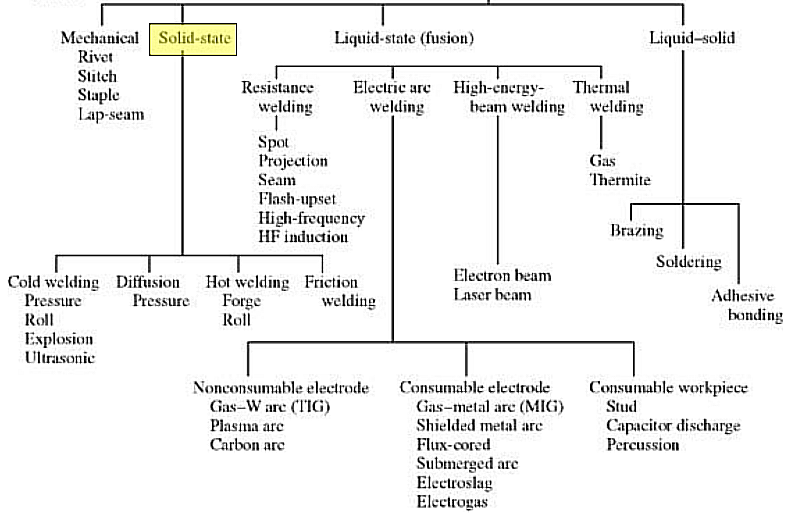 Mechanical
Rivet
Stitch
Staple
Lap-seam
Solid-state
Liquid-state (fusion)
Liquid–solid
Resistance
welding
Spot
Projection
Seam
Flash-upset
High-frequency
HF induction
Electric arc
welding
High-energy-
beam welding
Electron beam
Laser beam
Thermal
welding
Gas
Thermite
Brazing
Soldering
Adhesive
bonding
Cold welding
Pressure
Roll
Explosion
Ultrasonic
Diffusion
Pressure
Hot welding
Forge
Roll
Friction
welding
Nonconsumable electrode
Gas–W arc (TIG)
Plasma arc
Carbon arc
Consumable electrode
Gas–metal arc (MIG)
Shielded metal arc
Flux-cored
Submerged arc
Electroslag
Electrogas
Consumable workpiece
Stud
Capacitor discharge
Percussion